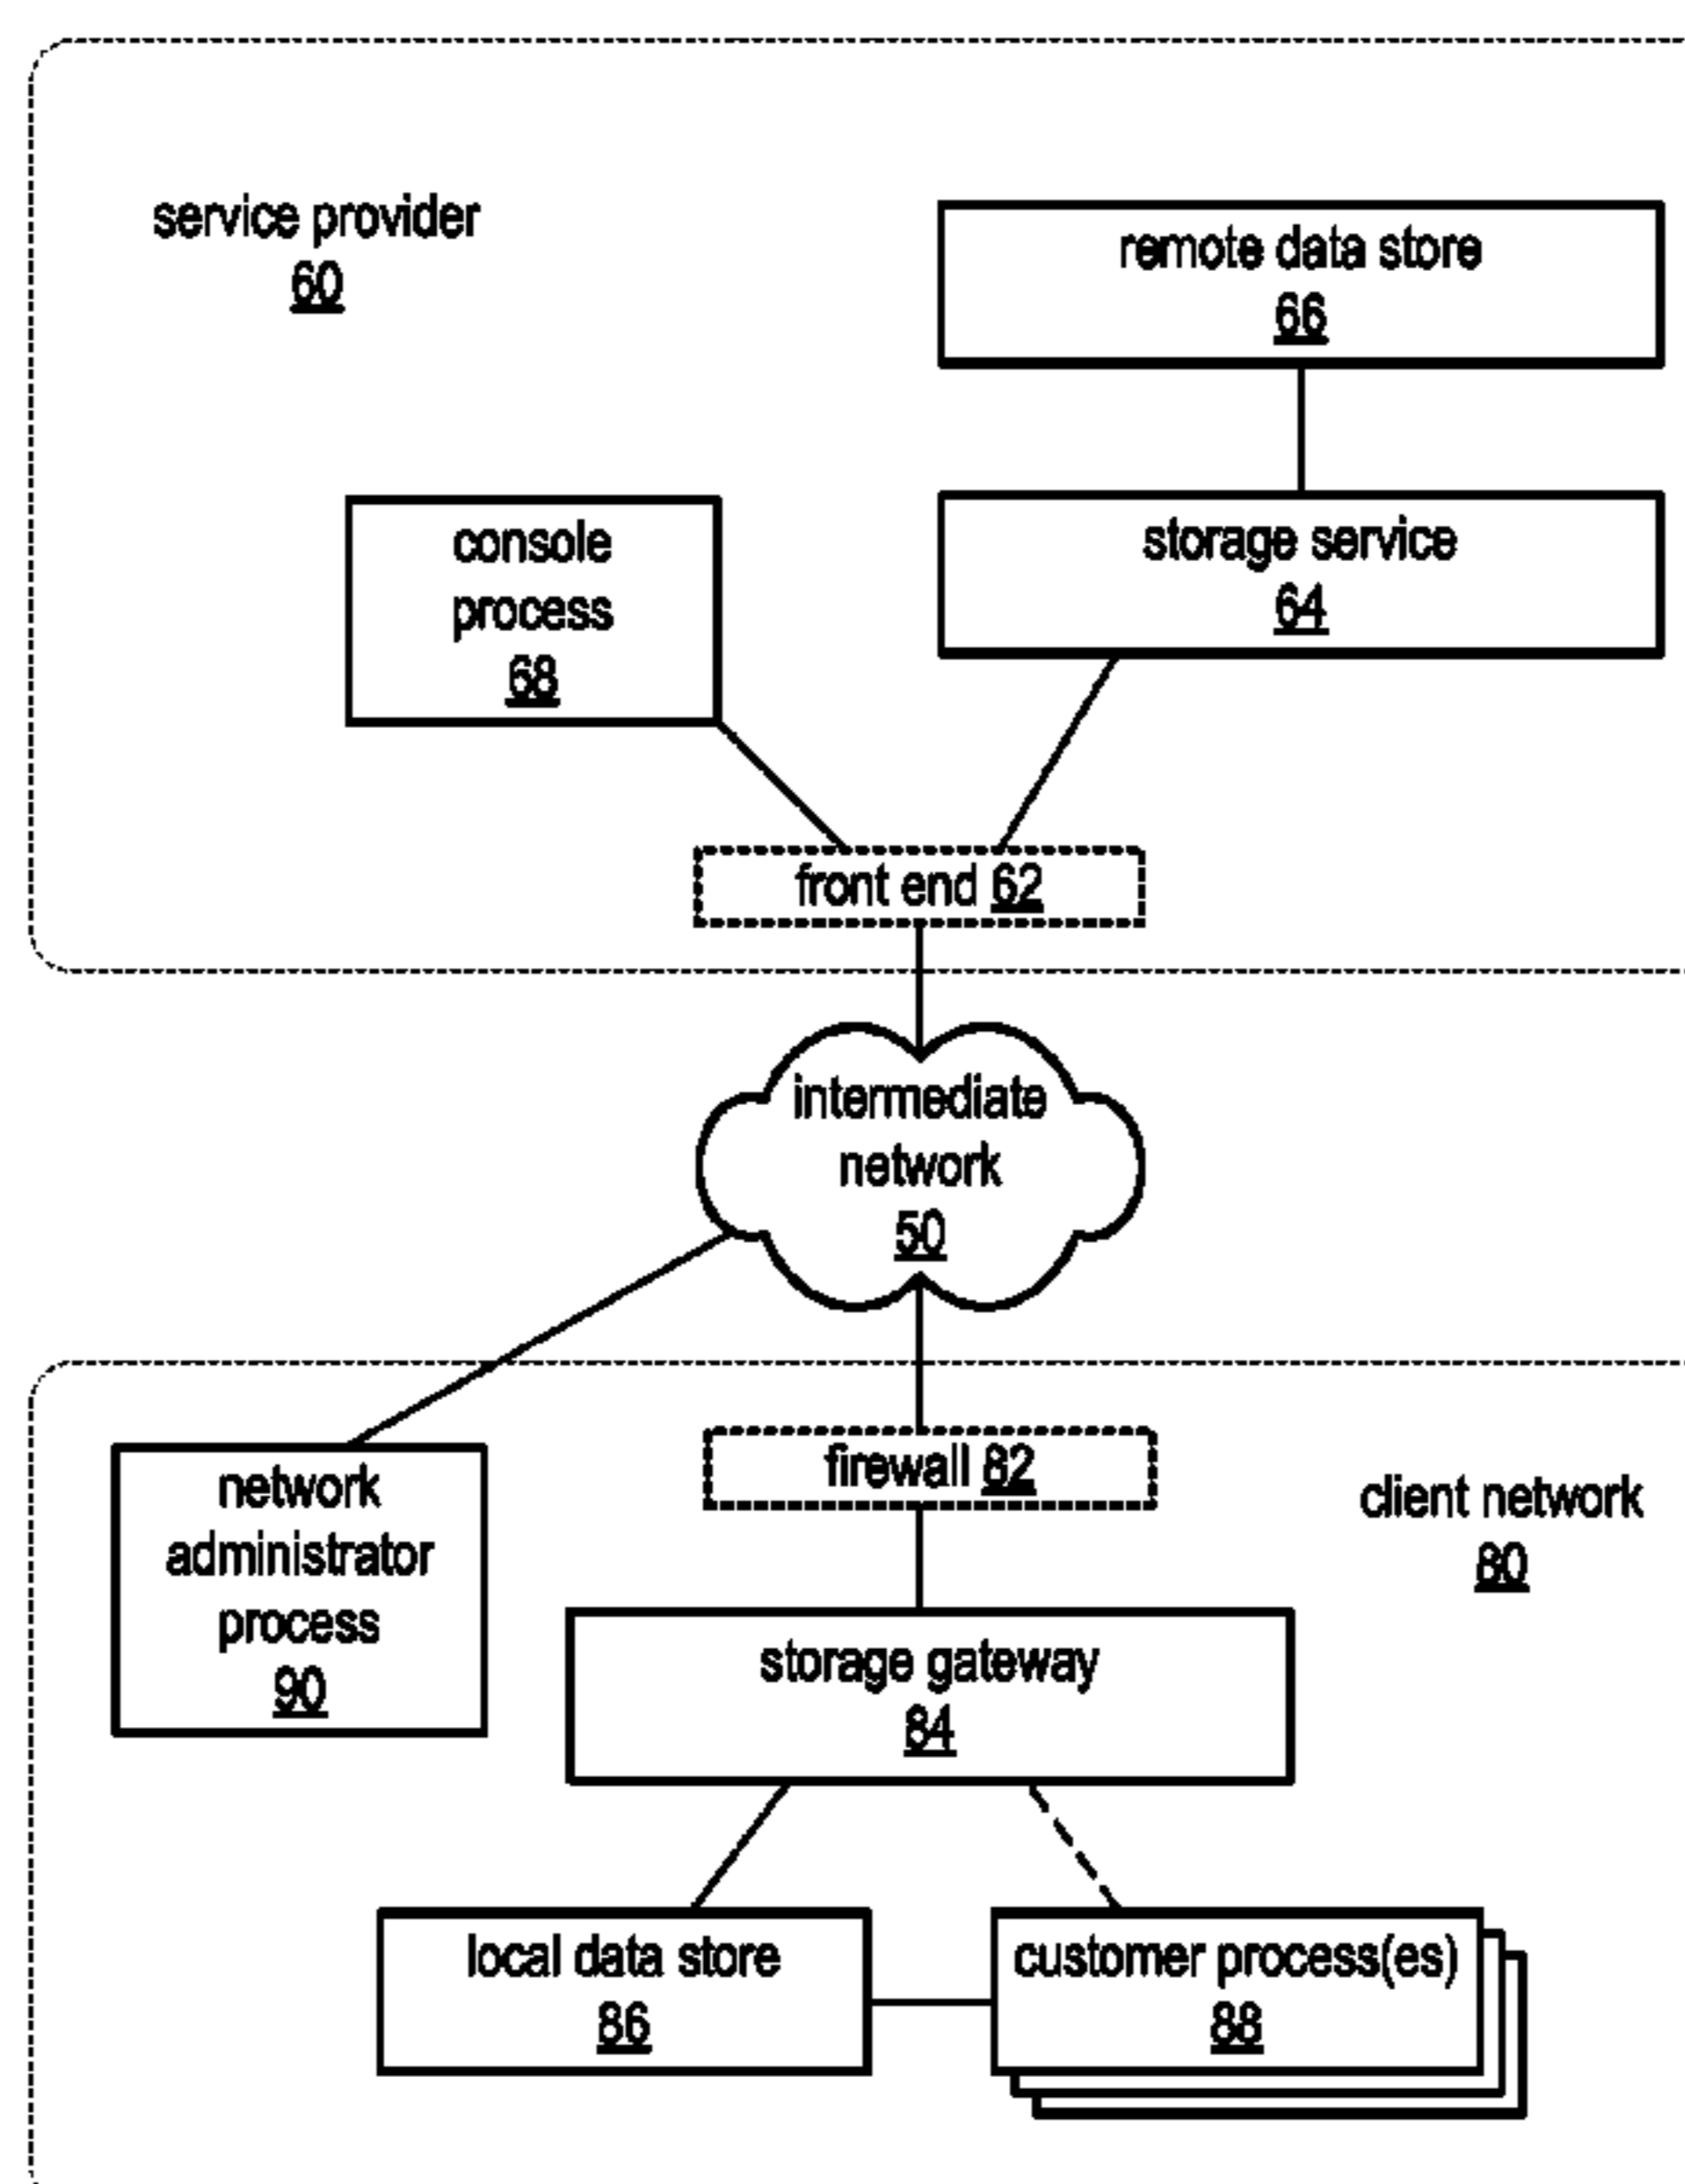 service provider
60
remote data store
66
console
process
68
storage service
64
front end 62
intermediate
network
50
network
administrator
process
90
firewall 82
client network
80
storage gateway
84
local data store
86
customer process(es)
88